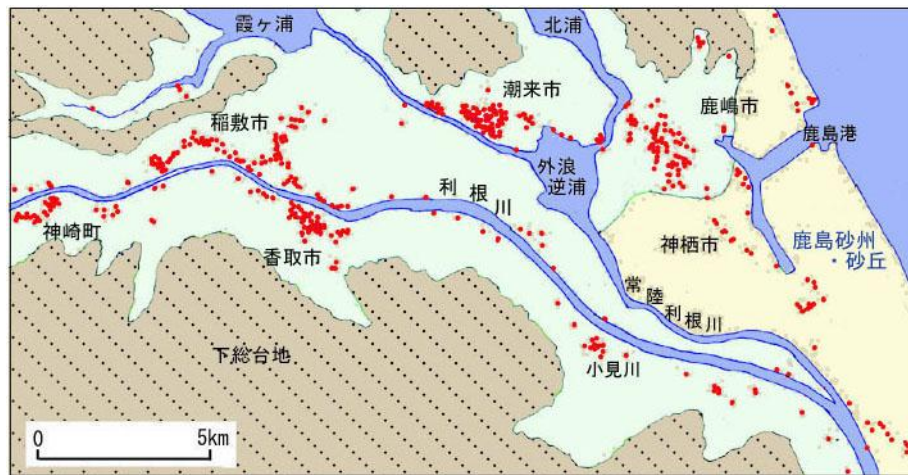 霞ヶ浦
北浦
潮来市
鹿嶋市
鹿島港
稲敷市
外浪
逆浦
利根川
神崎町
香取市
神栖市
鹿島砂州
・砂丘
常陸利根川
下総台地
小見川
0 5km